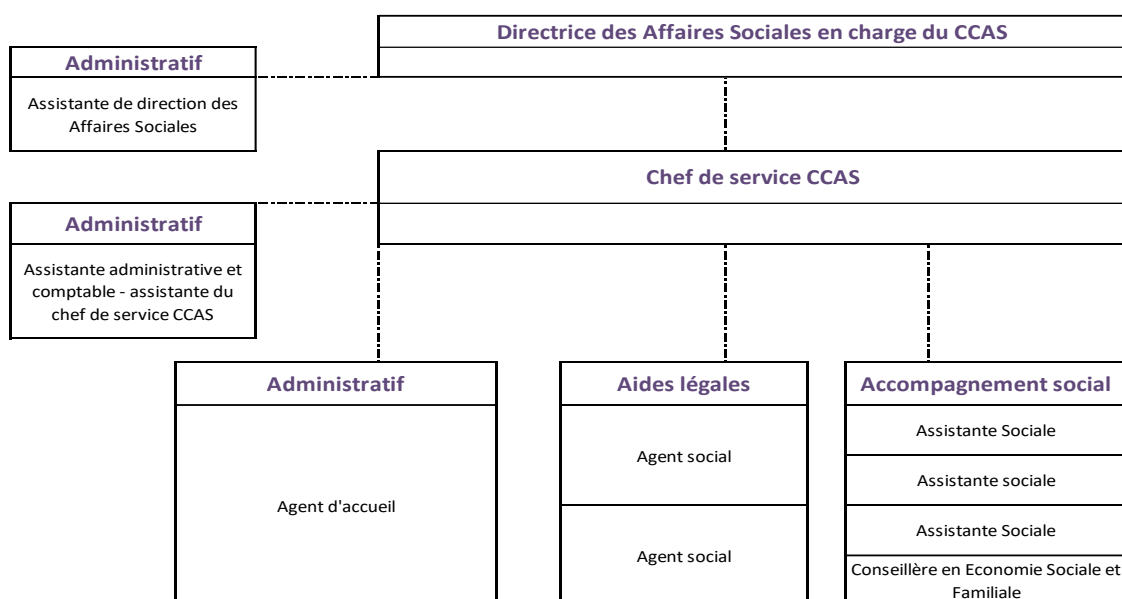 Directrice des Affaires Sociales en charge du CCAS
Administratif
Assistante de direction des
Affaires Sociales
Chef de service CCAS
Administratif
Assistante administrative et
comptable - assistante du
chef de service CCAS
Administratif
Agent d'accueil
Aides légales
Agent social
Agent social
Accompagnement social
Assistante Sociale
Assistante sociale
Assistante Sociale
Conseillère en Economie Sociale et
Familiale